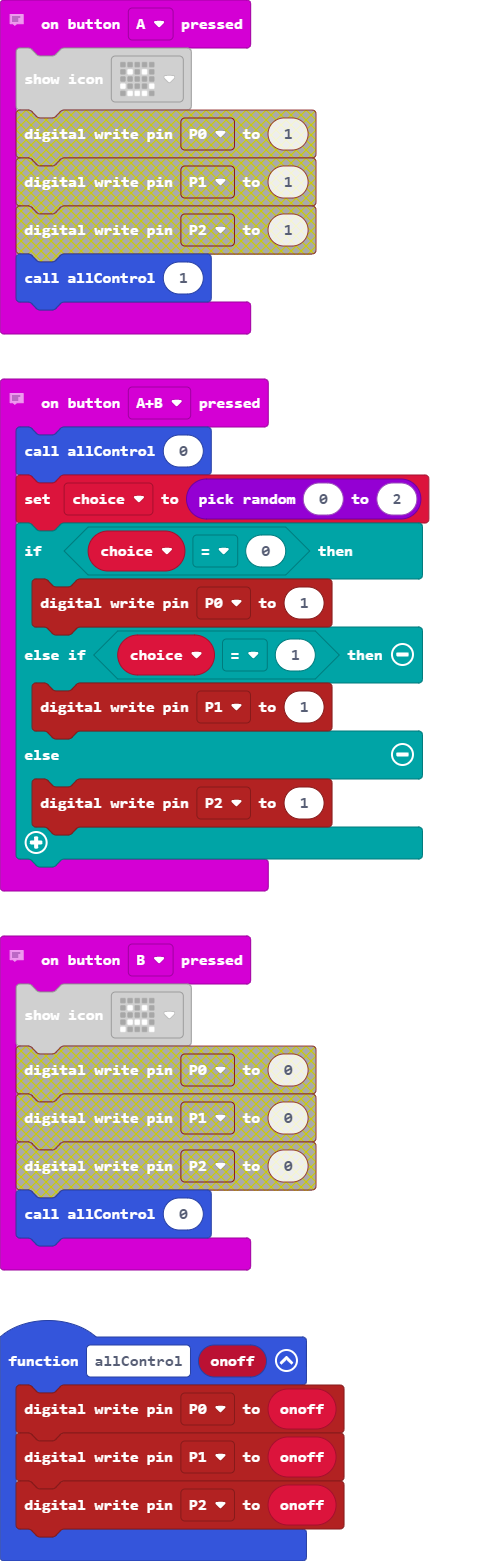 on button A pressed
show icon
digital write pin P0 to 1
digital write pin P1 to 1
digital write pin P2 to 1
call allControl 1
on button A+B pressed
call allControl 0
set choice to pick random 0 to 2
if choice = 0 then
digital write pin P0 to 1
else if choice = 1 then
digital write pin P1 to 1
else
digital write pin P2 to 1
on button B pressed
show icon
digital write pin P0 to 0
digital write pin P1 to 0
digital write pin P2 to 0
call allControl 0
function allControl onoff
digital write pin P0 to onoff
digital write pin P1 to onoff
digital write pin P2 to onoff